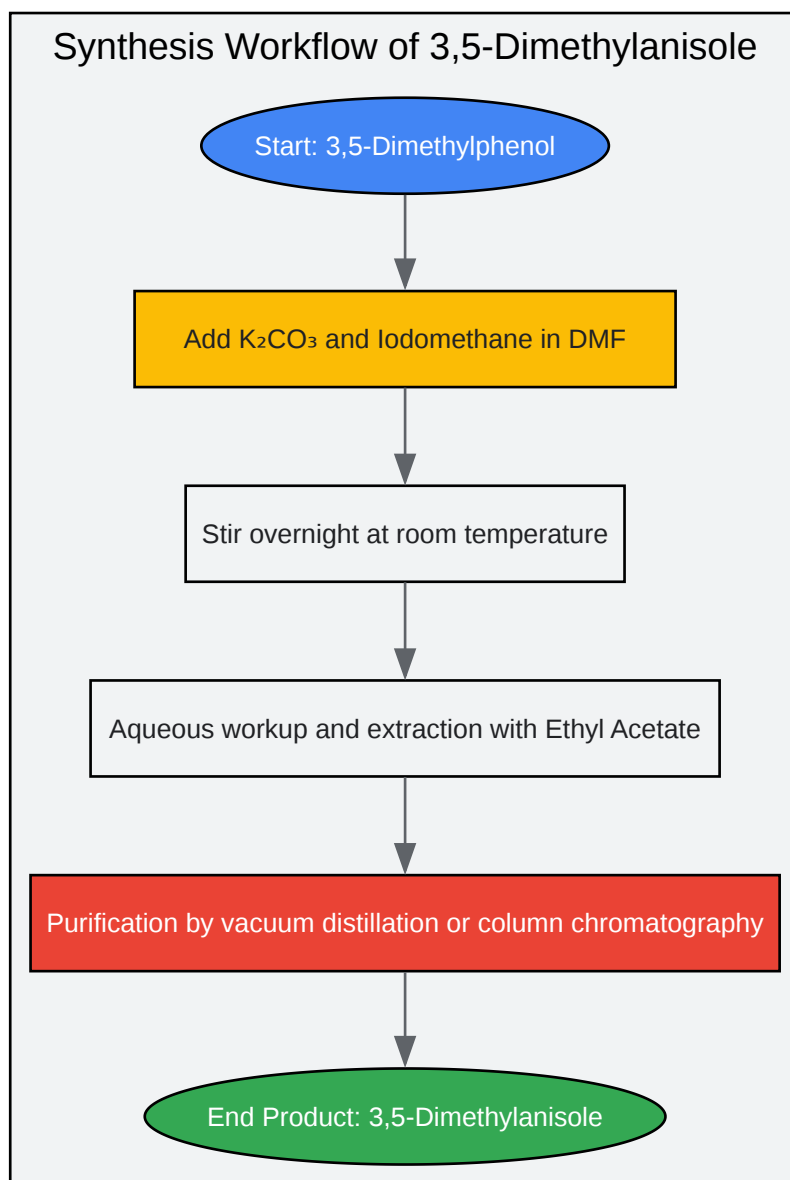 Synthesis Workflow of 3,5-Dimethylanisole
Start: 3,5-Dimethylphenol
Add K₂CO₃ and Iodomethane in DMF
Stir overnight at room temperature
Aqueous workup and extraction with Ethyl Acetate
Purification by vacuum distillation or column chromatography
End Product: 3,5-Dimethylanisole